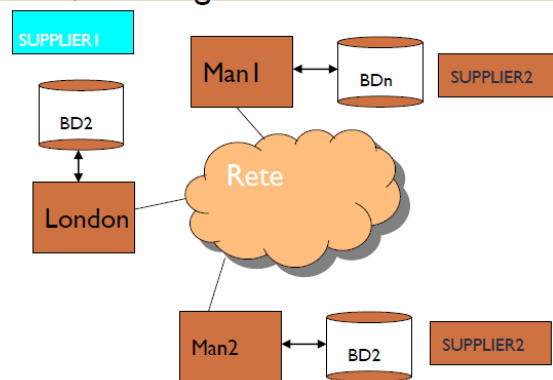 SUPPLIER1
Man1
BDn
SUPPLIER2
BD2
Rete
London
Man2
BD2
SUPPLIER2